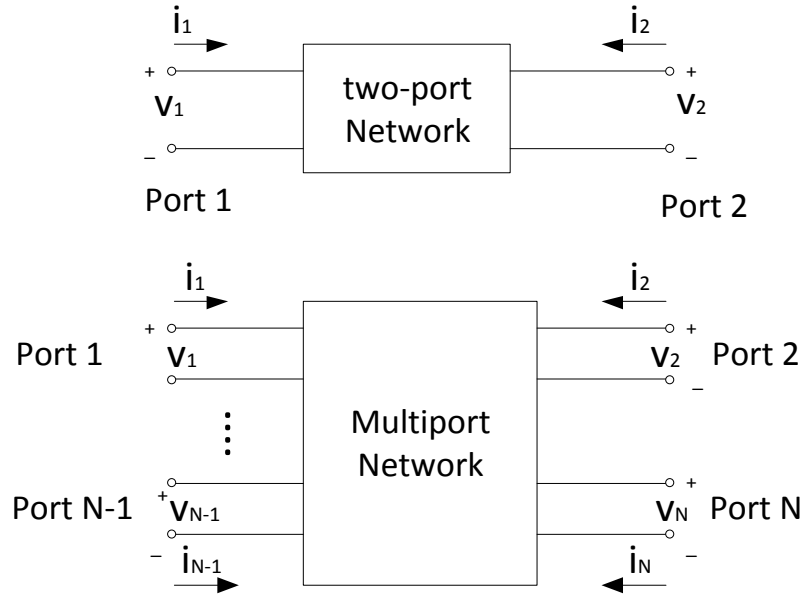 i1
i2
+
+
two-port
Network
v1
v2
–
–
Port 1
Port 2
i1
i2
+
+
Port 1
v1
v2
Port 2
–
Multiport
Network
+
+
Port N-1
vN-1
vN
Port N
–
–
iN-1
iN